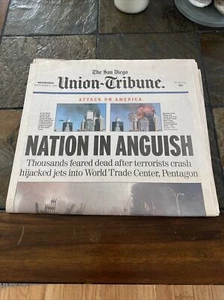 The San Diego
Union-Tribune.
ATTACK ON AMERICA
NATION IN ANGUISH
Thousands feared dead after terrorists crash
hijacked jets into World Trade Center, Pentagon